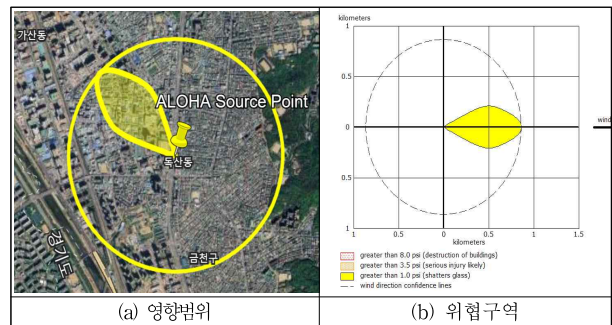 가산동
ALOHA Source Point
독산동
경기도
금천구
(a) 영향범위
kilometers
1
0.5
0
0.5
1
wind
1
0.5
0
0.5
1
1.5
kilometers
greater than 8.0 psi (destruction of buildings)
greater than 3.5 psi (serious injury likely)
greater than 1.0 psi (shatters glass)
wind direction confidence lines
(b) 위협구역